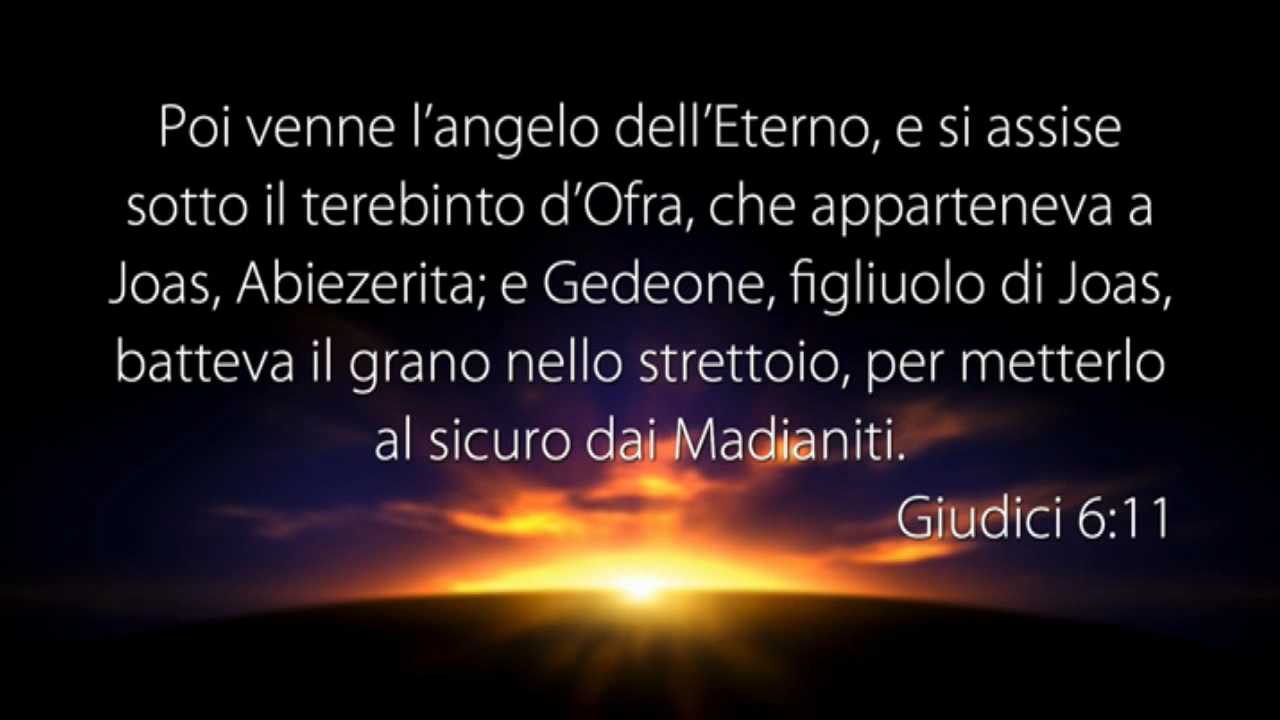 Poi venne l’angelo dell’Eterno, e si assise
sotto il terebinto d’Ofra, che apparteneva a
Joas, Abiezerita; e Gedeone, figliuolo di Joas,
batteva il grano nello strettoio, per metterlo
al sicuro dai Madianiti.
Giudici 6:11